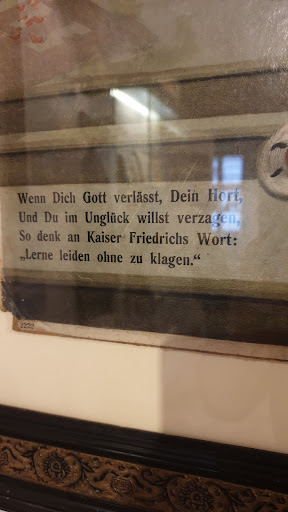 Wenn Dich Gott verlässt, Dein Hort,
Und Du im Unglück willst verzagen,
So denk an Kaiser Friedrichs Wort:
„Lerne leiden ohne zu klagen.“
1222